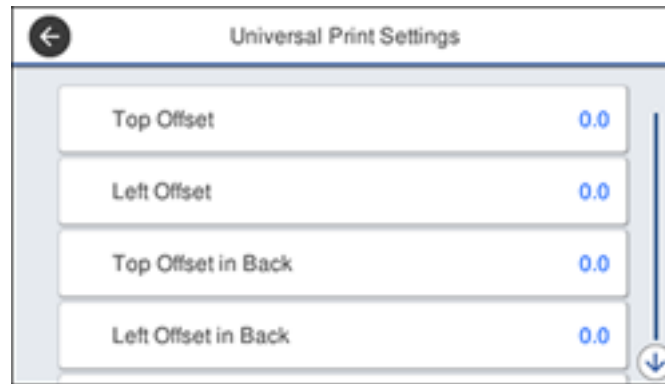 Universal Print Settings
Top Offset 0.0
Left Offset 0.0
Top Offset in Back 0.0
Left Offset in Back 0.0